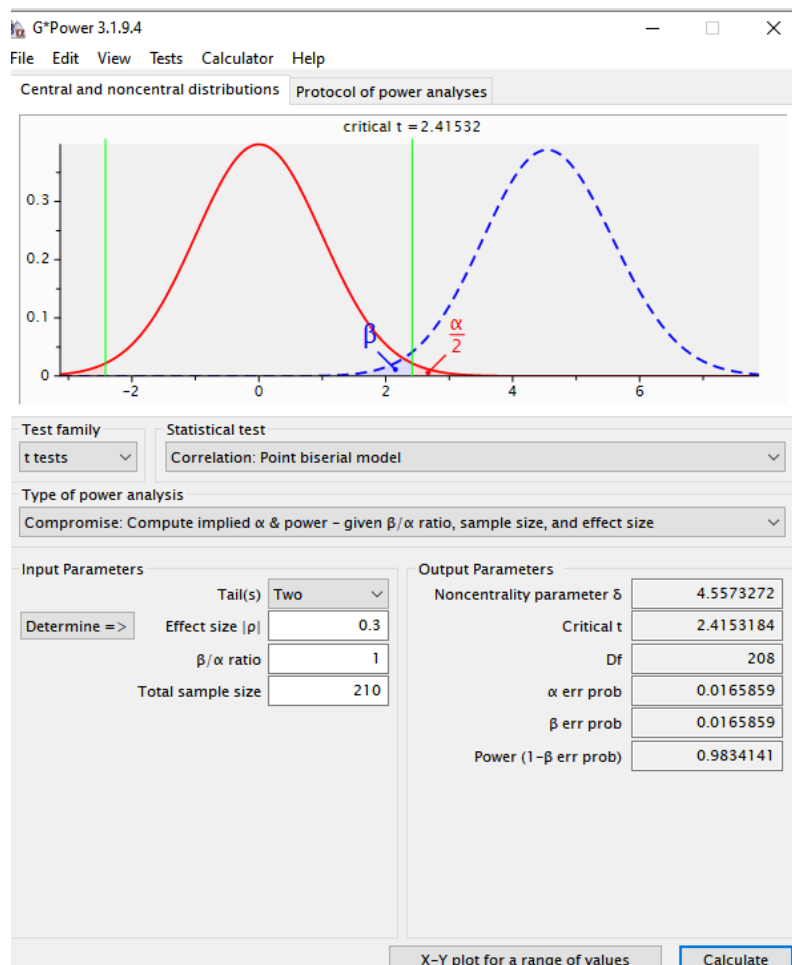 G*Power 3.1.9.4
File Edit View Tests Calculator Help
Central and noncentral distributions Protocol of power analyses
critical t = 2.41532
0.3
0.2
0.1
0
β
α
2
-2 0 2 4 6
Test family Statistical test
t tests Correlation: Point biserial model
Type of power analysis
Compromise: Compute implied α & power - given β/α ratio, sample size, and effect size
Input Parameters Output Parameters
Tail(s) Two Noncentrality parameter δ 4.5573272
Determine => Effect size |ρ| 0.3 Critical t 2.4153184
β/α ratio 1 Df 208
Total sample size 210 α err prob 0.0165859
β err prob 0.0165859
Power (1-β err prob) 0.9834141
X-Y plot for a range of values Calculate